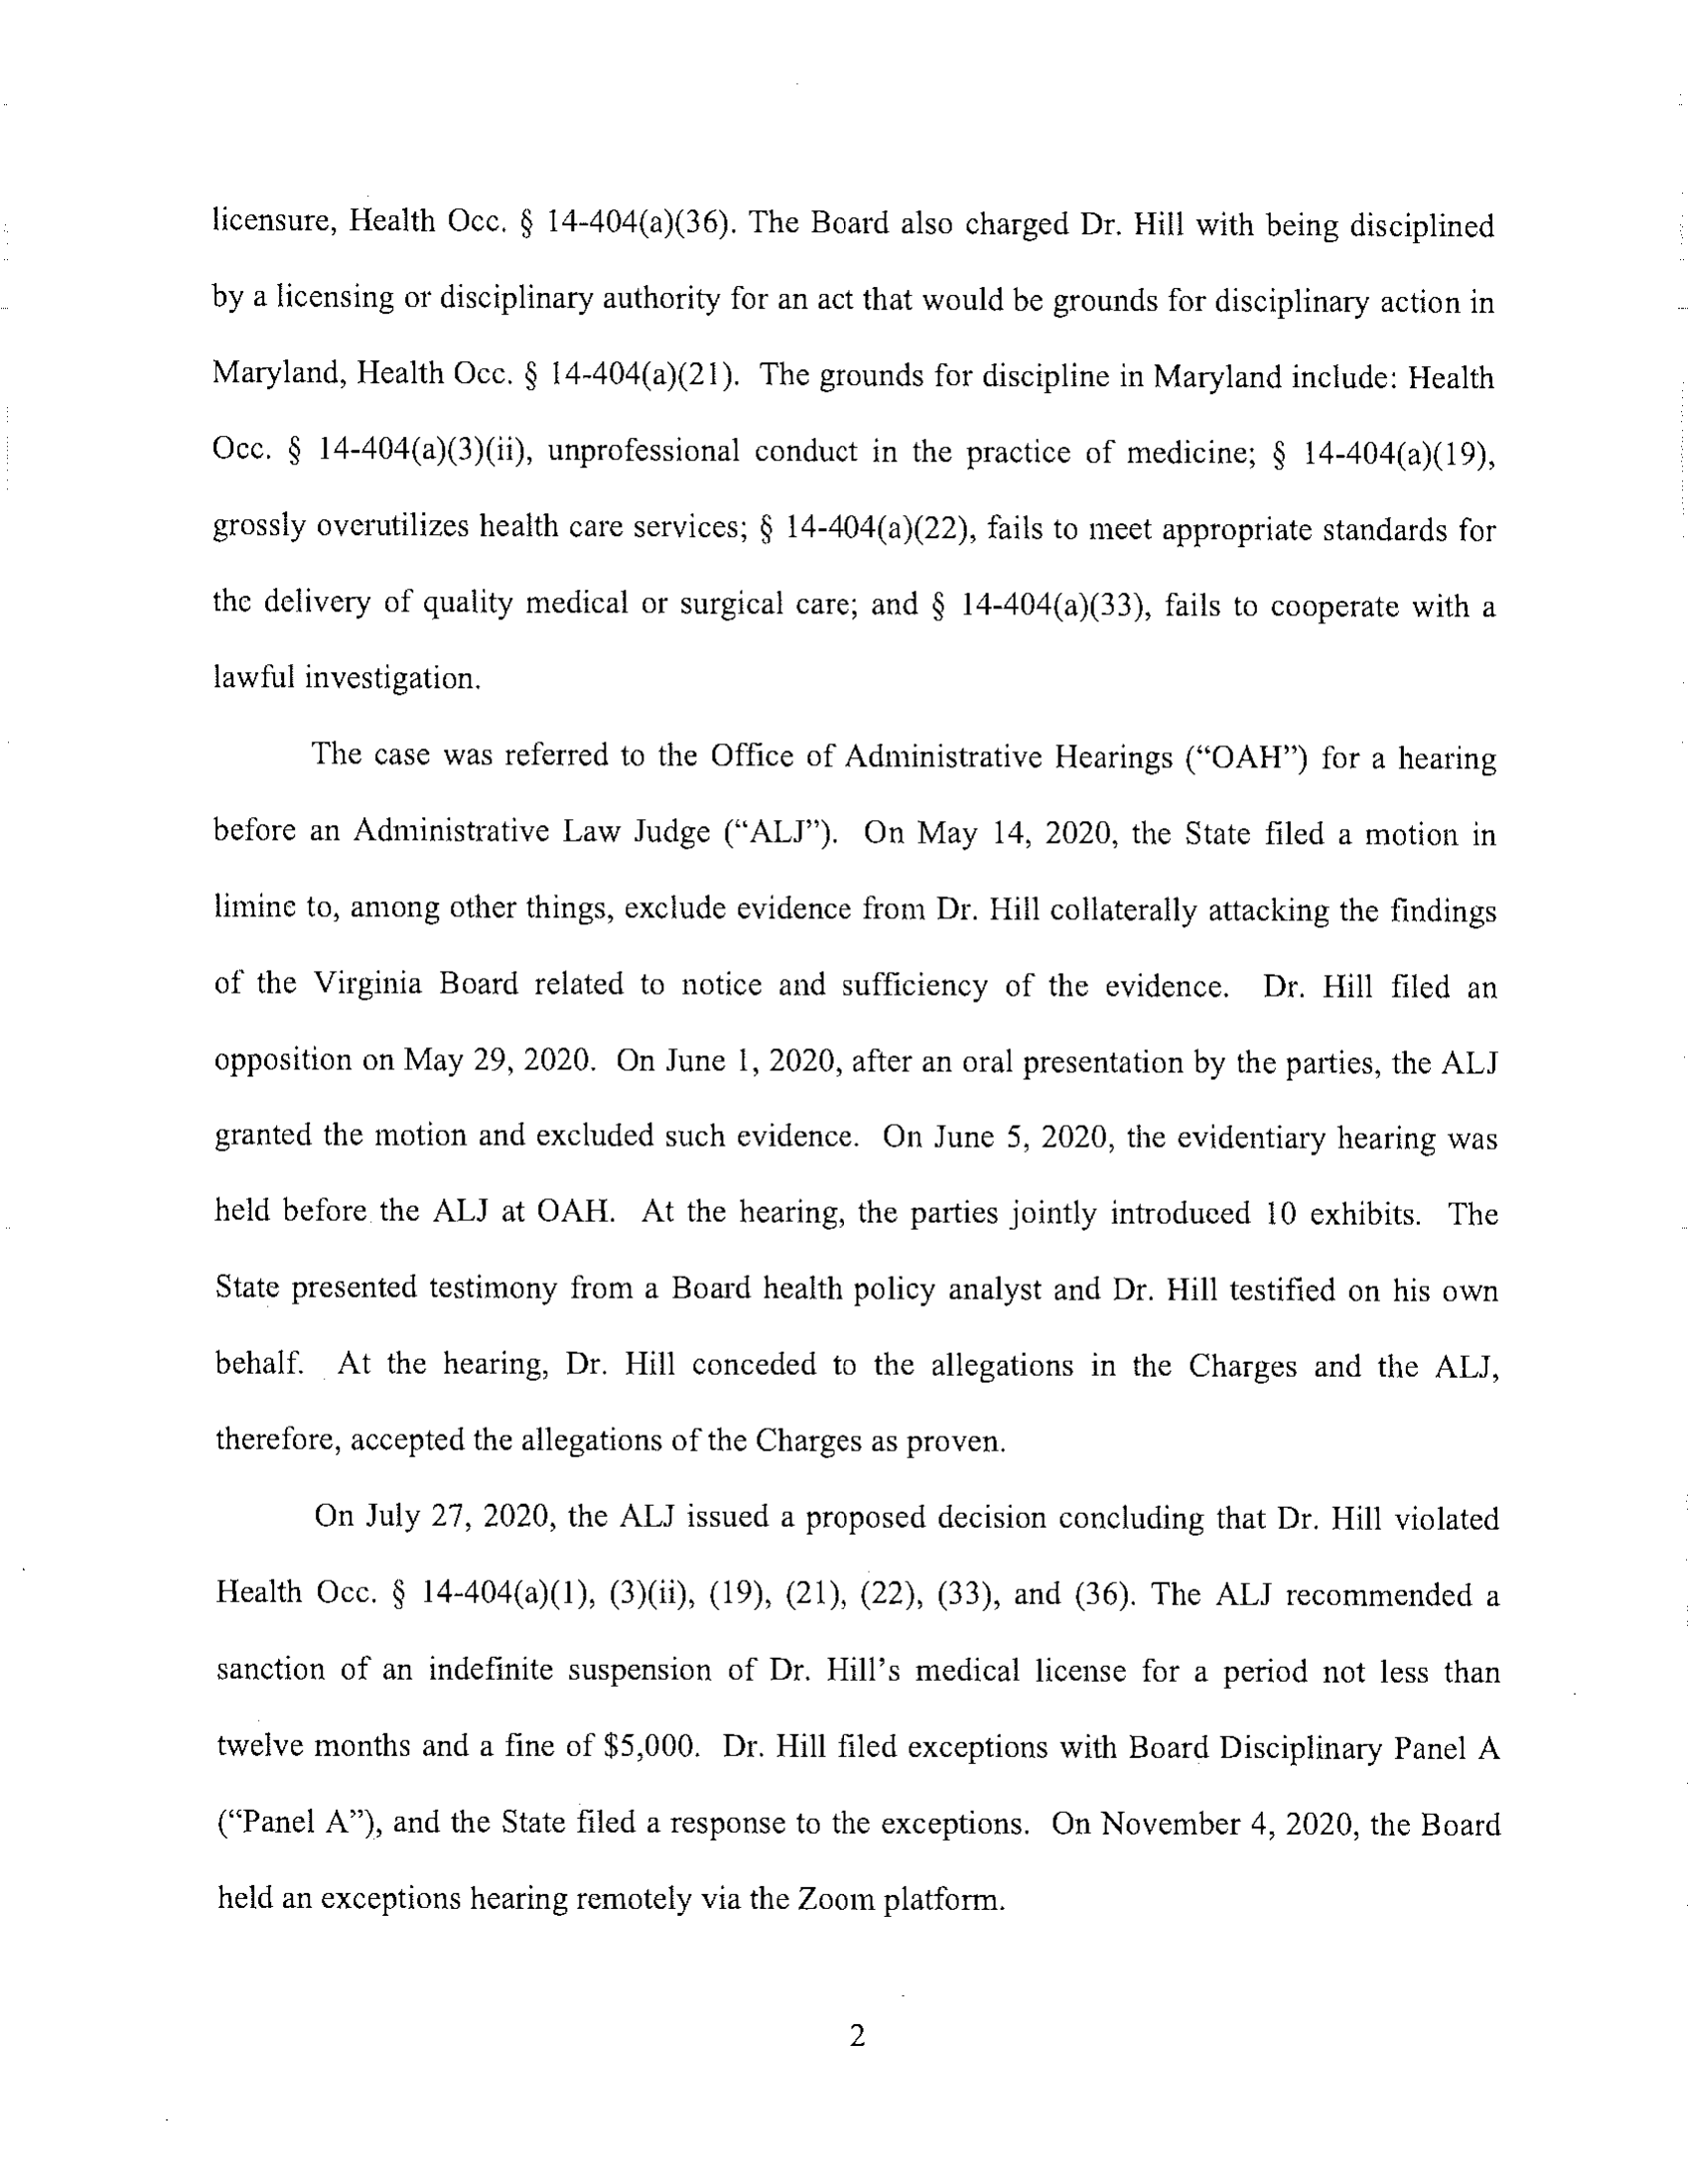 licensure, Health Occ. § 14-404(a)(36). The Board also charged Dr. Hill with being disciplined
by a licensing or disciplinary authority for an act that would be grounds for disciplinary action in
Maryland, Health Occ. § 14-404(a)(21). The grounds for discipline in Maryland include: Health
Occ. § 14-404(a)(3)(ii), unprofessional conduct in the practice of medicine; § 14-404(a)(19),
grossly overutilizes health care services; § 14-404(a)(22), fails to meet appropriate standards for
the delivery of quality medical or surgical care; and § 14-404(a)(33), fails to cooperate with a
lawful investigation.
The case was referred to the Office of Administrative Hearings (“OAH”) for a hearing
before an Administrative Law Judge (“ALJ”). On May 14, 2020, the State filed a motion in
limine to, among other things, exclude evidence from Dr. Hill collaterally attacking the findings
of the Virginia Board related to notice and sufficiency of the evidence. Dr. Hill filed an
opposition on May 29, 2020. On June 1, 2020, after an oral presentation by the parties, the ALJ
granted the motion and excluded such evidence. On June 5, 2020, the evidentiary hearing was
held before the ALJ at OAH. At the hearing, the parties jointly introduced 10 exhibits. The
State presented testimony from a Board health policy analyst and Dr. Hill testified on his own
behalf. At the hearing, Dr. Hill conceded to the allegations in the Charges and the ALJ,
therefore, accepted the allegations of the Charges as proven.
On July 27, 2020, the ALJ issued a proposed decision concluding that Dr. Hill violated
Health Occ. § 14-404(a)(1), (3)(ii), (19), (21), (22), (33), and (36). The ALJ recommended a
sanction of an indefinite suspension of Dr. Hill’s medical license for a period not less than
twelve months and a fine of $5,000. Dr. Hill filed exceptions with Board Disciplinary Panel A
(“Panel A”), and the State filed a response to the exceptions. On November 4, 2020, the Board
held an exceptions hearing remotely via the Zoom platform.
2